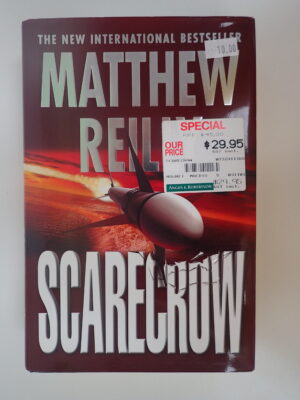 THE NEW INTERNATIONAL BESTSELLER
10.00
MATTHEW
REILLY
SPECIAL
OUR
PRICE
$29.95
ANGUS & ROBERTSON
SCARECROW